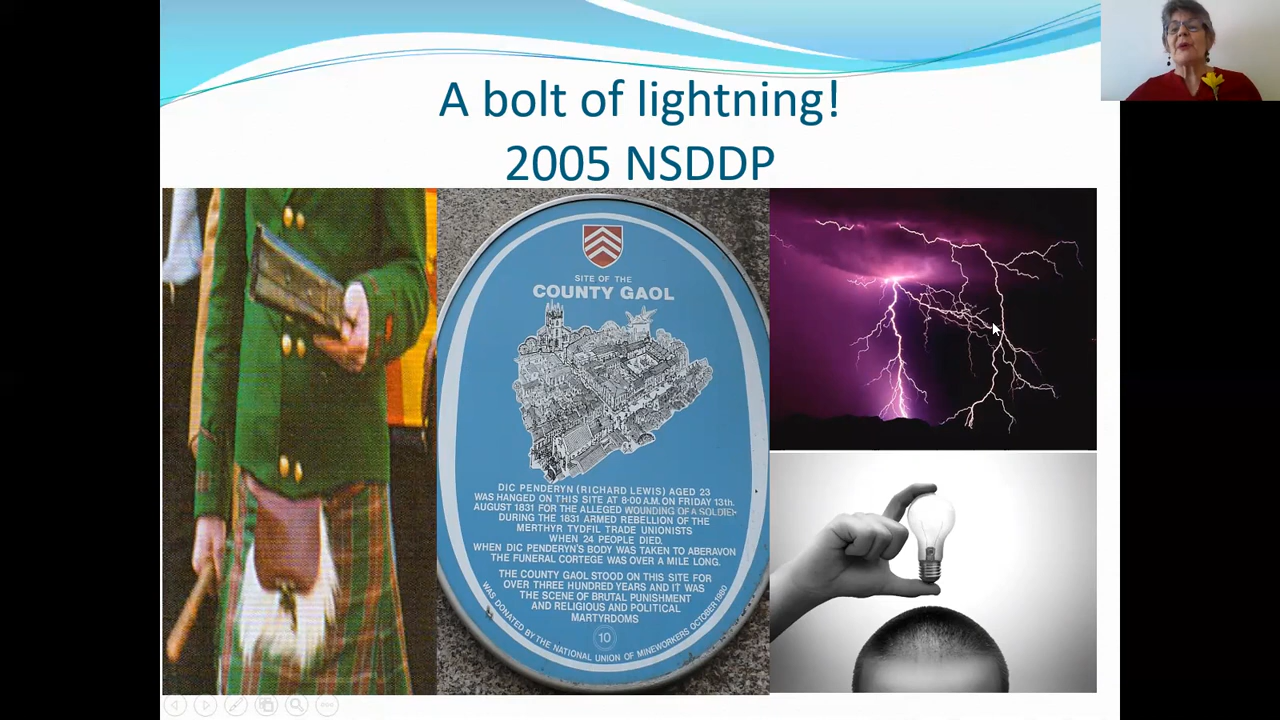 A bolt of lightning!
2005 NSDDP
SITE OF THE
COUNTY GAOL
DIC PENDERYN (RICHARD LEWIS) AGED 23
WAS HANGED ON THIS SITE AT 8·00 A.M. ON FRIDAY 13th.
AUGUST 1831 FOR THE ALLEGED WOUNDING OF A SOLDIER
DURING THE 1831 ARMED REBELLION OF THE
MERTHYR TYDFIL TRADE UNIONISTS
WHEN 24 PEOPLE DIED.
WHEN DIC PENDERYN'S BODY WAS TAKEN TO ABERAVON
THE FUNERAL CORTEGE WAS OVER A MILE LONG.
THE COUNTY GAOL STOOD ON THIS SITE FOR
OVER THREE HUNDRED YEARS AND IT WAS
THE SCENE OF BRUTAL PUNISHMENT
AND RELIGIOUS AND POLITICAL
MARTYRDOMS
10
WAS DONATED BY THE NATIONAL UNION OF MINEWORKERS OCTOBER 1980